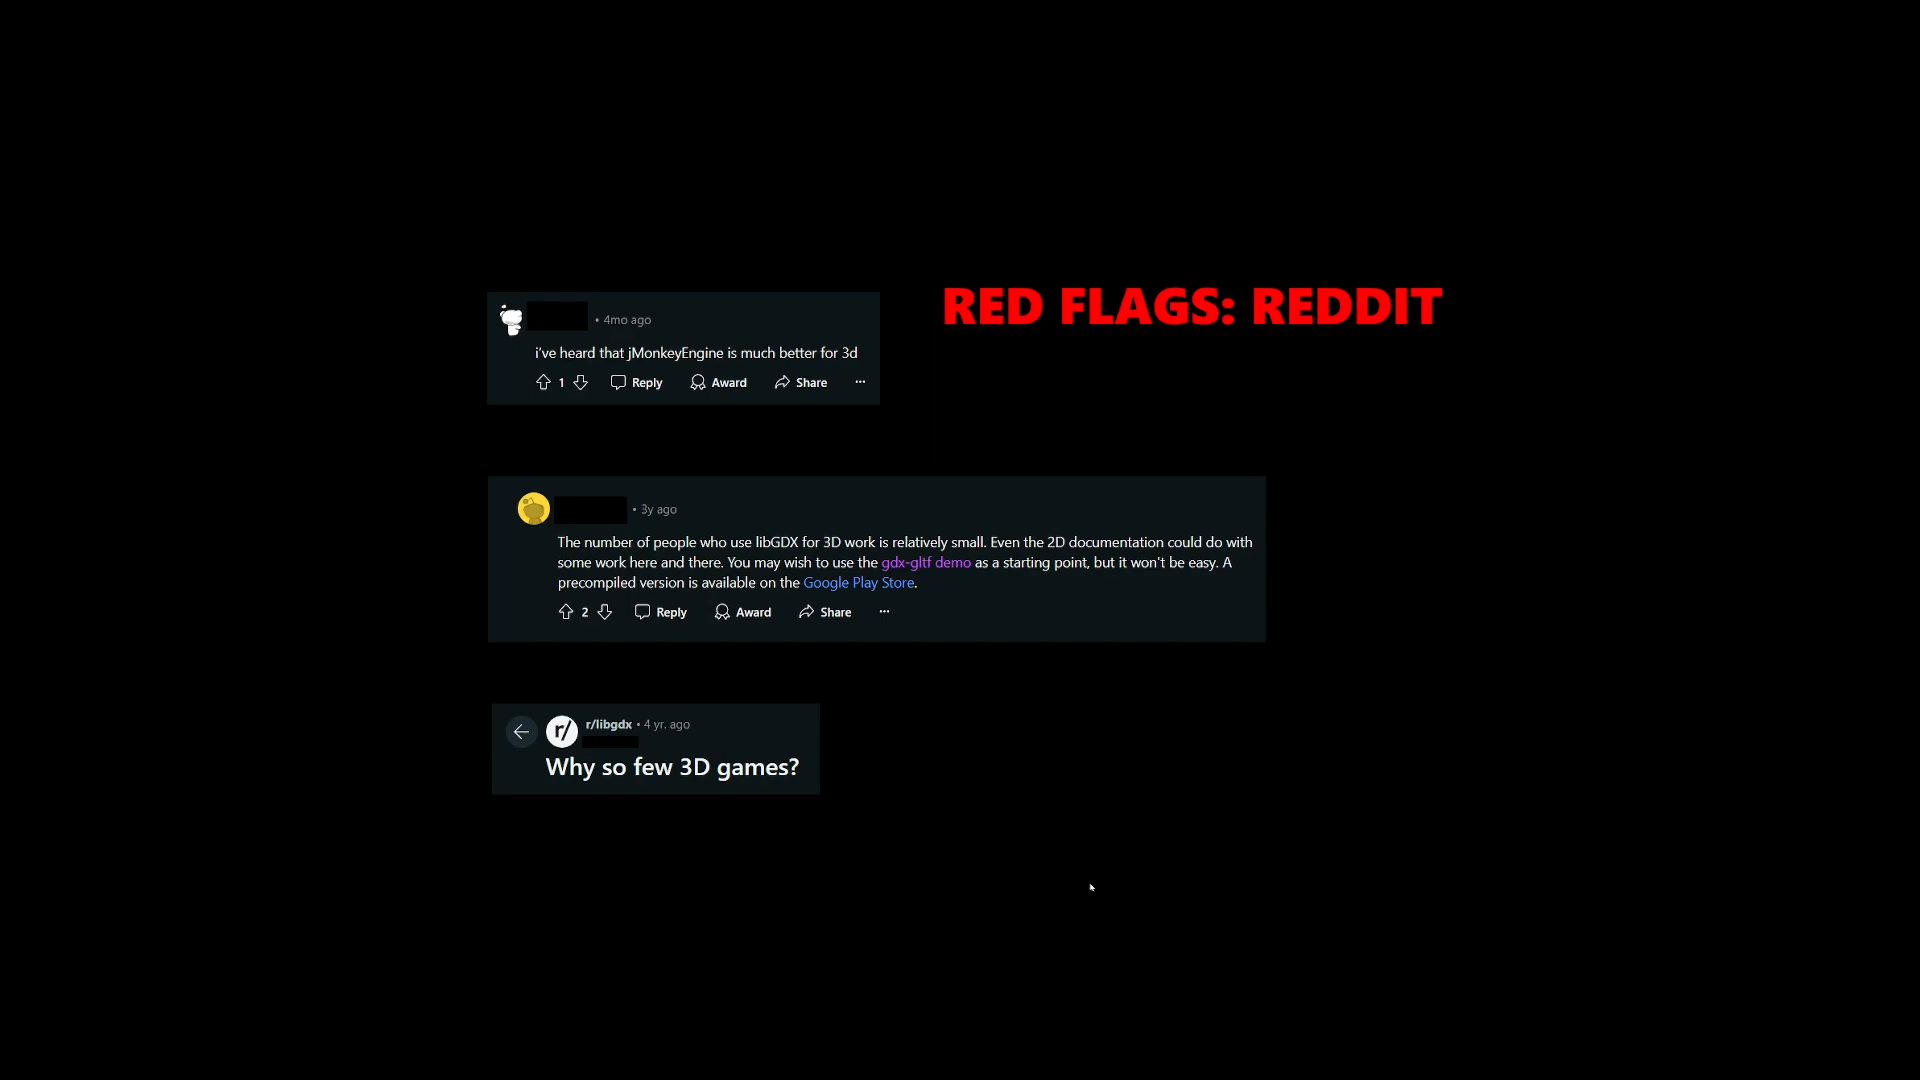 RED FLAGS: REDDIT
• 4mo ago
i've heard that jMonkeyEngine is much better for 3d
1 Reply Award Share ...
• 3y ago
The number of people who use libGDX for 3D work is relatively small. Even the 2D documentation could do with
some work here and there. You may wish to use the gdx-gltf demo as a starting point, but it won't be easy. A
precompiled version is available on the Google Play Store.
2 Reply Award Share ...
r/ r/libgdx • 4 yr. ago
Why so few 3D games?